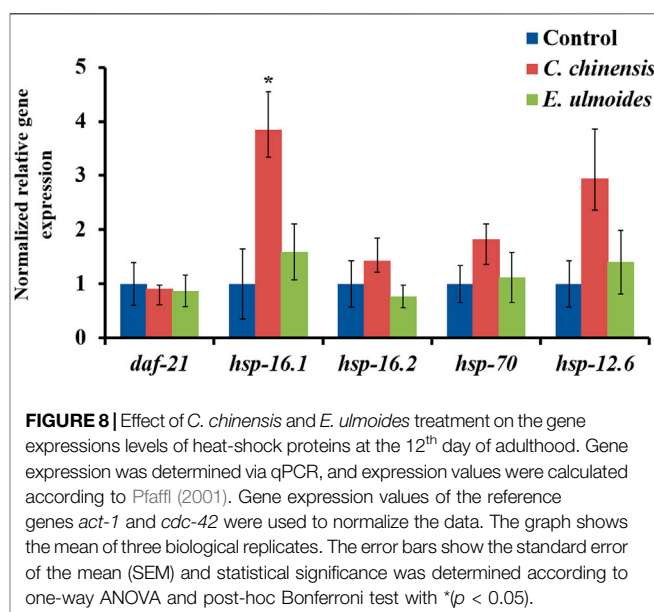 Control
C. chinensis
E. ulmoides
*
Normalized relative gene
expression
5
4
3
2
1
0
daf-21 hsp-16.1 hsp-16.2 hsp-70 hsp-12.6
FIGURE 8 | Effect of C. chinensis and E. ulmoides treatment on the gene
expressions levels of heat-shock proteins at the 12th day of adulthood. Gene
expression was determined via qPCR, and expression values were calculated
according to Pfaffl (2001). Gene expression values of the reference
genes act-1 and cdc-42 were used to normalize the data. The graph shows
the mean of three biological replicates. The error bars show the standard error
of the mean (SEM) and statistical significance was determined according to
one-way ANOVA and post-hoc Bonferroni test with *(p < 0.05).